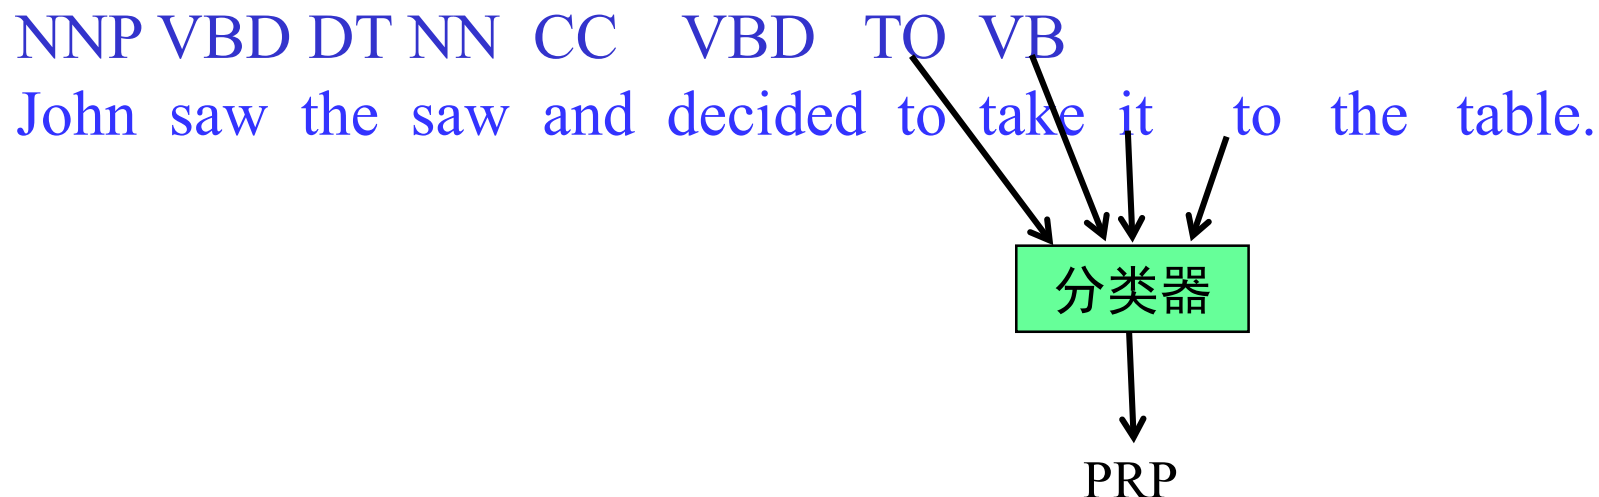 NNP VBD DT NN CC VBD TO VB
John saw the saw and decided to take it to the table.
分类器
PRP